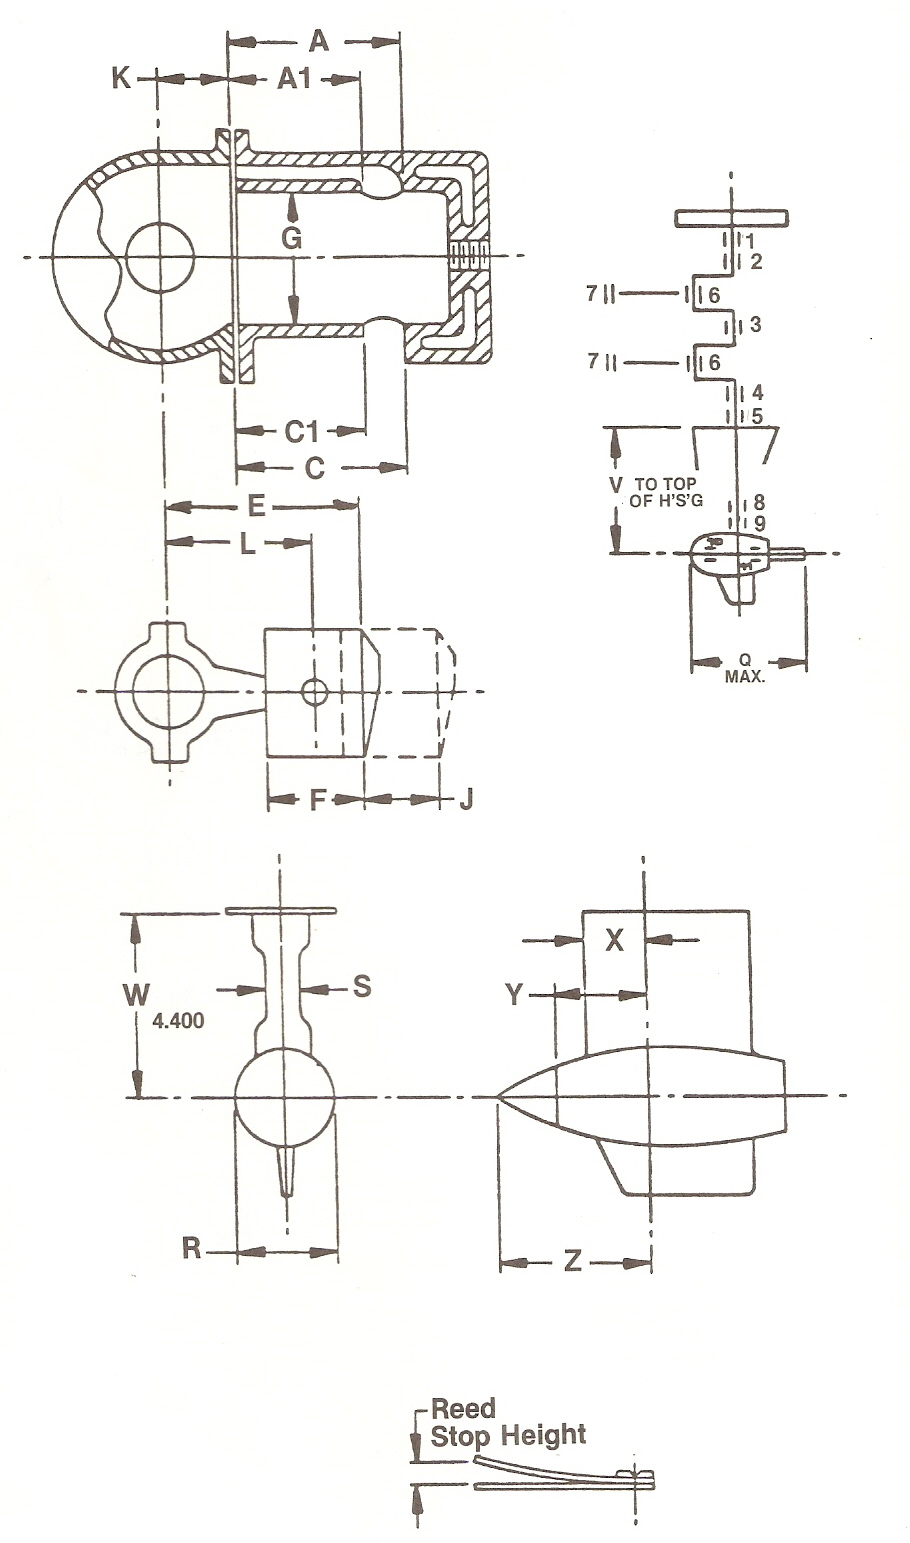 A
K
A1
G
1
2
7
6
3
7
6
4
5
C1
C
V TO TOP
OF H'S'G
E
L
8
9
Q
MAX.
F
J
X
W
S
Y
4.400
R
Z
Reed
Stop Height